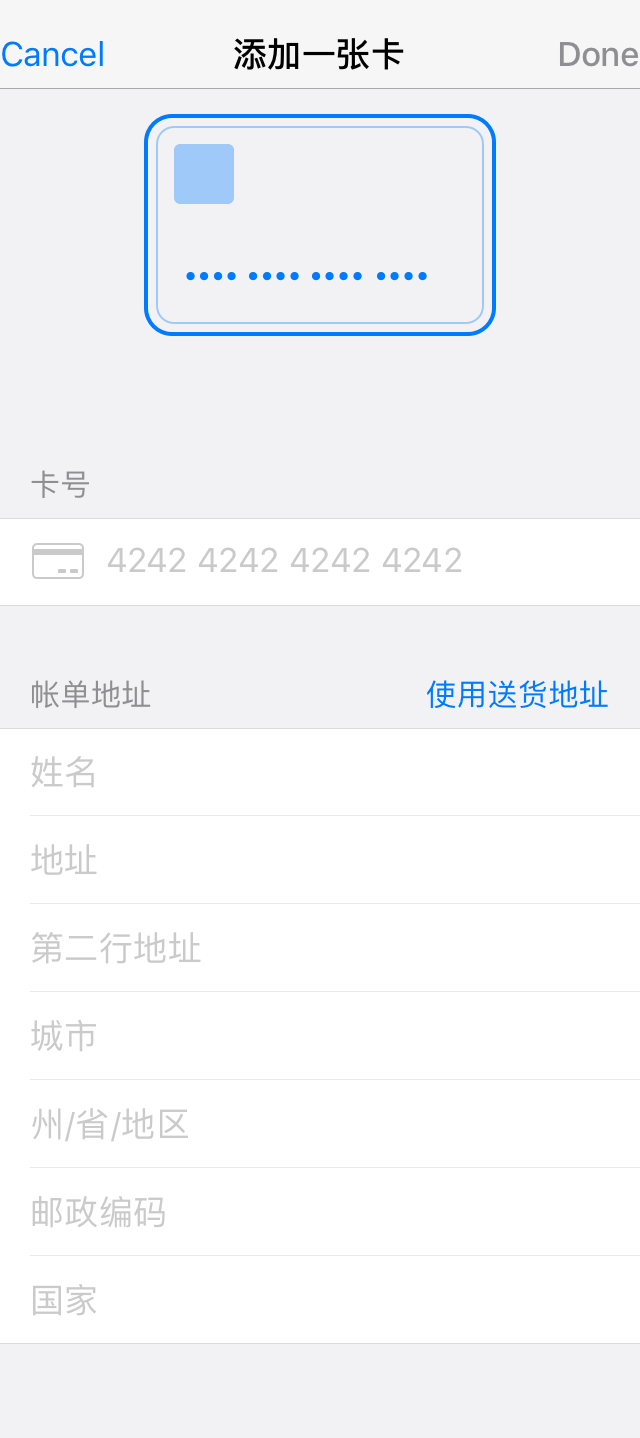 Cancel 添加一张卡 Done
卡号
4242 4242 4242 4242
帐单地址 使用送货地址
姓名
地址
第二行地址
城市
州/省/地区
邮政编码
国家